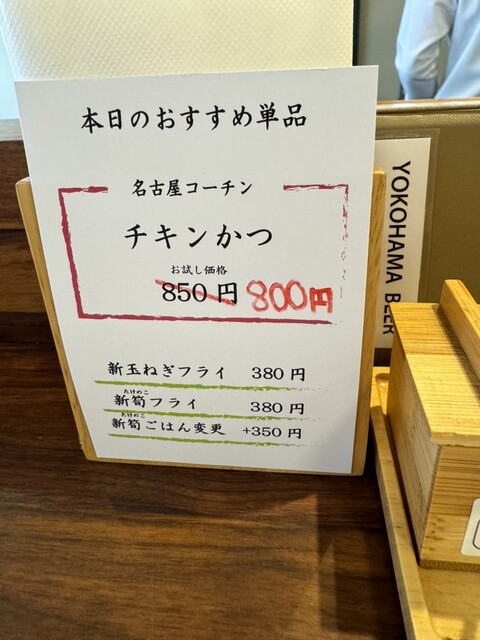 本日のおすすめ単品
名古屋コーチン
チキンかつ
お試し価格
850円 800円
新玉ねぎフライ 380円
たけのこ
新筍フライ 380円
たけのこ
新筍ごはん変更 +350円
YOKOHAMA BEER